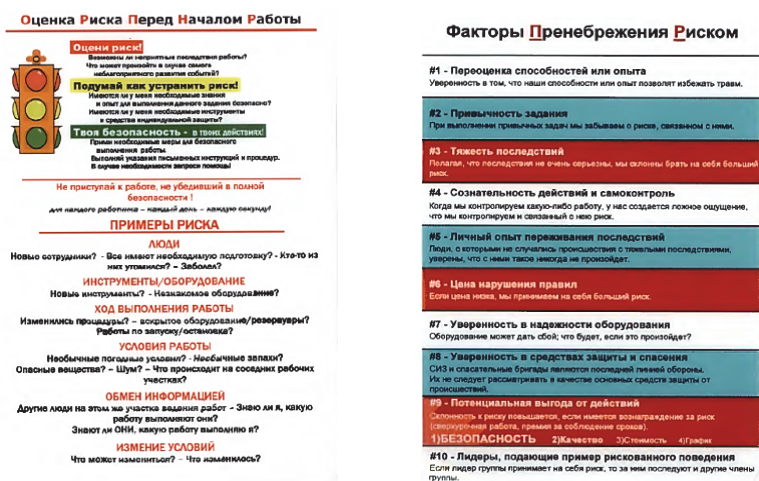 Оценка Риска Перед Началом Работы
Оцени риск!
Возможны ли неприятные последствия работы?
Что может произойти в случае самого
неблагоприятного развития событий?
Подумай как устранить риск!
Имеются ли у меня необходимые знания
и опыт для выполнения данного задания безопасно?
Имеются ли у меня необходимые инструменты
и средства индивидуальной защиты?
Твоя безопасность - в твоих действиях!
Прими необходимые меры для безопасного
выполнения работы.
Выполняй указания письменных инструкций и процедур.
В случае необходимости запроси помощь!
Не приступай к работе, не убедивший в полной
безопасности !
для каждого работника – каждый день – каждую секунду!
ПРИМЕРЫ РИСКА
ЛЮДИ
Новые сотрудники? - Все имеют необходимую подготовку? - Кто-то из
них утомился? – Заболел?
ИНСТРУМЕНТЫ/ОБОРУДОВАНИЕ
Новые инструменты? - Незнакомое оборудование?
ХОД ВЫПОЛНЕНИЯ РАБОТЫ
Изменились процедуры? – вскрытое оборудование/резервуары?
Работы по запуску/остановке?
УСЛОВИЯ РАБОТЫ
Необычные погодные условия? - Необычные запахи?
Опасные вещества? – Шум? – Что происходит на соседних рабочих
участках?
ОБМЕН ИНФОРМАЦИЕЙ
Другие люди на этом же участке ведения работ - Знаю ли я, какую
работу выполняют они?
Знают ли ОНИ, какую работу выполняю я?
ИЗМЕНИЕ УСЛОВИЙ
Что может измениться? – Что изменилось?
Факторы Пренебрежения Риском
#1 - Переоценка способностей или опыта
Уверенность в том, что наши способности или опыт позволят избежать травм.
#2 - Привычность задания
При выполнении привычных задач мы забываем о риске, связанном с ними.
#3 - Тяжесть последствий
Полагая, что последствия не очень серьезны, мы склонны брать на себя больший
риск.
#4 - Сознательность действий и самоконтроль
Когда мы контролируем какую-либо работу, у нас создается ложное ощущение,
что мы контролируем и связанный с нею риск.
#5 - Личный опыт переживания последствий
Люди, с которыми не случались происшествия с тяжелыми последствиями,
уверены, что с ними такое никогда не произойдет.
#6 - Цена нарушения правил
Если цена низка, мы принимаем на себя больший риск.
#7 - Уверенность в надежности оборудования
Оборудование может дать сбой; что будет, если это произойдет?
#8 - Уверенность в средствах защиты и спасения
СИЗ и спасательные бригады являются последней линией обороны.
Их не следует рассматривать в качестве основных средств защиты от
происшествий.
#9 - Потенциальная выгода от действий
Склонность к риску повышается, если имеется вознаграждение за риск
(сверхурочная работа, премия за соблюдение сроков).
1)БЕЗОПАСНОСТЬ 2)Качество 3)Стоимость 4)График
#10 - Лидеры, подающие пример рискованного поведения
Если лидер группы принимает на себя риск, то за ним последуют и другие члены
группы.